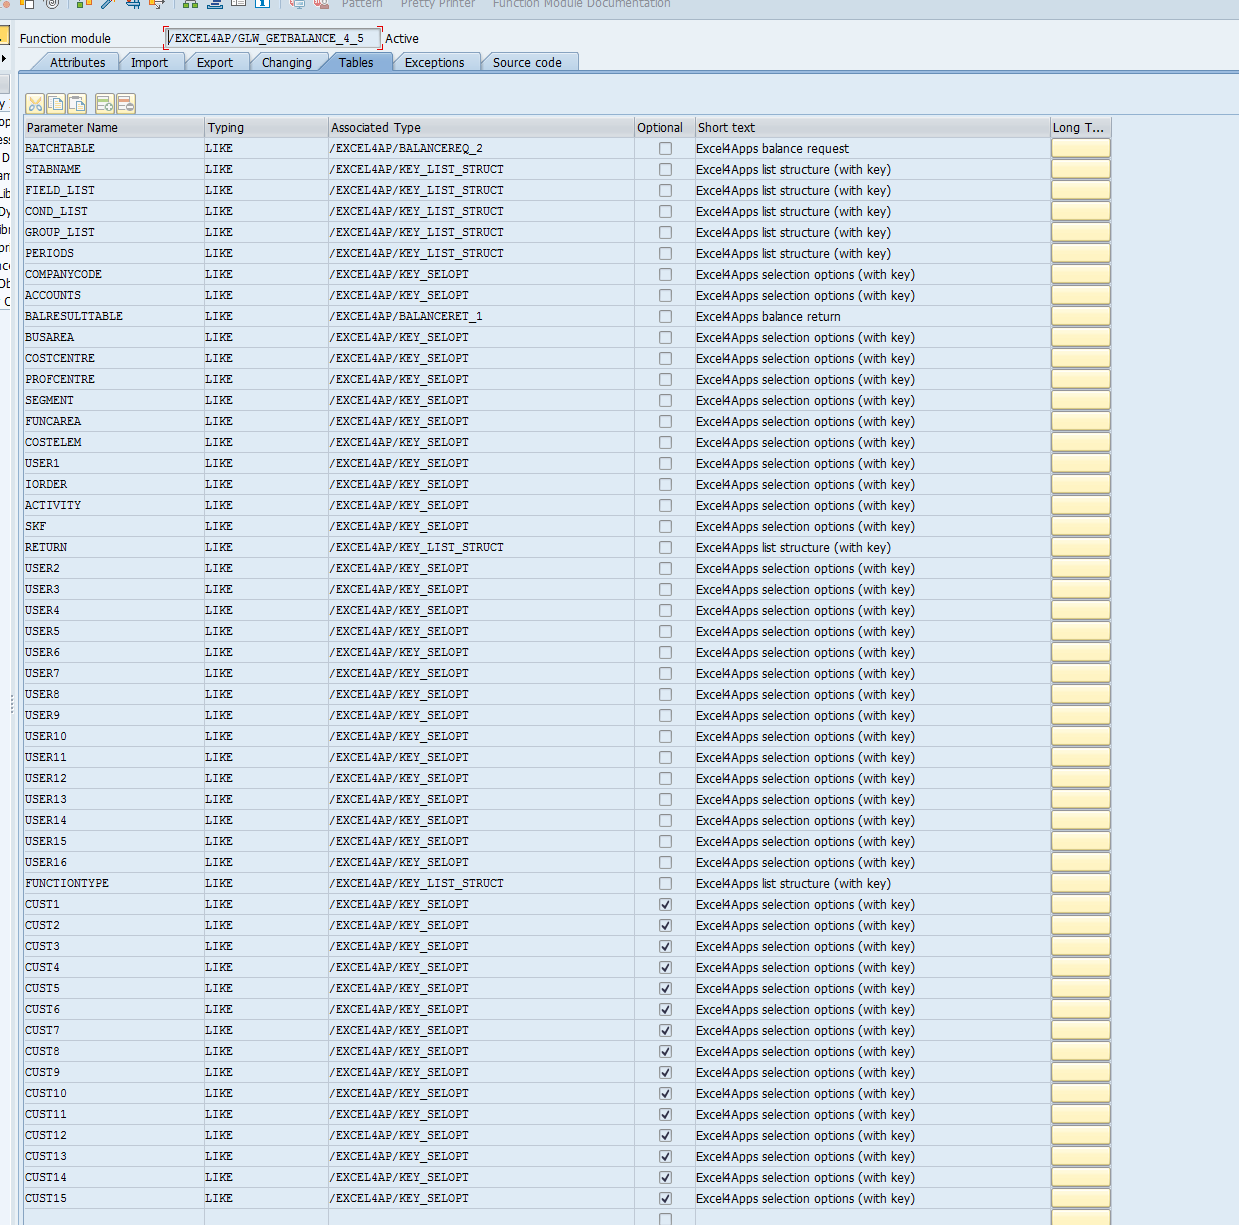 Pattern Pretty Printer Function Module Documentation
Function module /EXCEL4AP/GLW_GETBALANCE_4_5 Active
Attributes Import Export Changing Tables Exceptions Source code
Parameter Name Typing Associated Type Optional Short text Long T...
BATCHTABLE LIKE /EXCEL4AP/BALANCEREQ_2 Excel4Apps balance request
STABNAME LIKE /EXCEL4AP/KEY_LIST_STRUCT Excel4Apps list structure (with key)
FIELD_LIST LIKE /EXCEL4AP/KEY_LIST_STRUCT Excel4Apps list structure (with key)
COND_LIST LIKE /EXCEL4AP/KEY_LIST_STRUCT Excel4Apps list structure (with key)
GROUP_LIST LIKE /EXCEL4AP/KEY_LIST_STRUCT Excel4Apps list structure (with key)
PERIODS LIKE /EXCEL4AP/KEY_LIST_STRUCT Excel4Apps list structure (with key)
COMPANYCODE LIKE /EXCEL4AP/KEY_SELOPT Excel4Apps selection options (with key)
ACCOUNTS LIKE /EXCEL4AP/KEY_SELOPT Excel4Apps selection options (with key)
BALRESULTTABLE LIKE /EXCEL4AP/BALANCERET_1 Excel4Apps balance return
BUSAREA LIKE /EXCEL4AP/KEY_SELOPT Excel4Apps selection options (with key)
COSTCENTRE LIKE /EXCEL4AP/KEY_SELOPT Excel4Apps selection options (with key)
PROFCENTRE LIKE /EXCEL4AP/KEY_SELOPT Excel4Apps selection options (with key)
SEGMENT LIKE /EXCEL4AP/KEY_SELOPT Excel4Apps selection options (with key)
FUNCAREA LIKE /EXCEL4AP/KEY_SELOPT Excel4Apps selection options (with key)
COSTELEM LIKE /EXCEL4AP/KEY_SELOPT Excel4Apps selection options (with key)
USER1 LIKE /EXCEL4AP/KEY_SELOPT Excel4Apps selection options (with key)
IORDER LIKE /EXCEL4AP/KEY_SELOPT Excel4Apps selection options (with key)
ACTIVITY LIKE /EXCEL4AP/KEY_SELOPT Excel4Apps selection options (with key)
SKF LIKE /EXCEL4AP/KEY_SELOPT Excel4Apps selection options (with key)
RETURN LIKE /EXCEL4AP/KEY_LIST_STRUCT Excel4Apps list structure (with key)
USER2 LIKE /EXCEL4AP/KEY_SELOPT Excel4Apps selection options (with key)
USER3 LIKE /EXCEL4AP/KEY_SELOPT Excel4Apps selection options (with key)
USER4 LIKE /EXCEL4AP/KEY_SELOPT Excel4Apps selection options (with key)
USER5 LIKE /EXCEL4AP/KEY_SELOPT Excel4Apps selection options (with key)
USER6 LIKE /EXCEL4AP/KEY_SELOPT Excel4Apps selection options (with key)
USER7 LIKE /EXCEL4AP/KEY_SELOPT Excel4Apps selection options (with key)
USER8 LIKE /EXCEL4AP/KEY_SELOPT Excel4Apps selection options (with key)
USER9 LIKE /EXCEL4AP/KEY_SELOPT Excel4Apps selection options (with key)
USER10 LIKE /EXCEL4AP/KEY_SELOPT Excel4Apps selection options (with key)
USER11 LIKE /EXCEL4AP/KEY_SELOPT Excel4Apps selection options (with key)
USER12 LIKE /EXCEL4AP/KEY_SELOPT Excel4Apps selection options (with key)
USER13 LIKE /EXCEL4AP/KEY_SELOPT Excel4Apps selection options (with key)
USER14 LIKE /EXCEL4AP/KEY_SELOPT Excel4Apps selection options (with key)
USER15 LIKE /EXCEL4AP/KEY_SELOPT Excel4Apps selection options (with key)
USER16 LIKE /EXCEL4AP/KEY_SELOPT Excel4Apps selection options (with key)
FUNCTIONTYPE LIKE /EXCEL4AP/KEY_LIST_STRUCT Excel4Apps list structure (with key)
CUST1 LIKE /EXCEL4AP/KEY_SELOPT Excel4Apps selection options (with key)
CUST2 LIKE /EXCEL4AP/KEY_SELOPT Excel4Apps selection options (with key)
CUST3 LIKE /EXCEL4AP/KEY_SELOPT Excel4Apps selection options (with key)
CUST4 LIKE /EXCEL4AP/KEY_SELOPT Excel4Apps selection options (with key)
CUST5 LIKE /EXCEL4AP/KEY_SELOPT Excel4Apps selection options (with key)
CUST6 LIKE /EXCEL4AP/KEY_SELOPT Excel4Apps selection options (with key)
CUST7 LIKE /EXCEL4AP/KEY_SELOPT Excel4Apps selection options (with key)
CUST8 LIKE /EXCEL4AP/KEY_SELOPT Excel4Apps selection options (with key)
CUST9 LIKE /EXCEL4AP/KEY_SELOPT Excel4Apps selection options (with key)
CUST10 LIKE /EXCEL4AP/KEY_SELOPT Excel4Apps selection options (with key)
CUST11 LIKE /EXCEL4AP/KEY_SELOPT Excel4Apps selection options (with key)
CUST12 LIKE /EXCEL4AP/KEY_SELOPT Excel4Apps selection options (with key)
CUST13 LIKE /EXCEL4AP/KEY_SELOPT Excel4Apps selection options (with key)
CUST14 LIKE /EXCEL4AP/KEY_SELOPT Excel4Apps selection options (with key)
CUST15 LIKE /EXCEL4AP/KEY_SELOPT Excel4Apps selection options (with key)